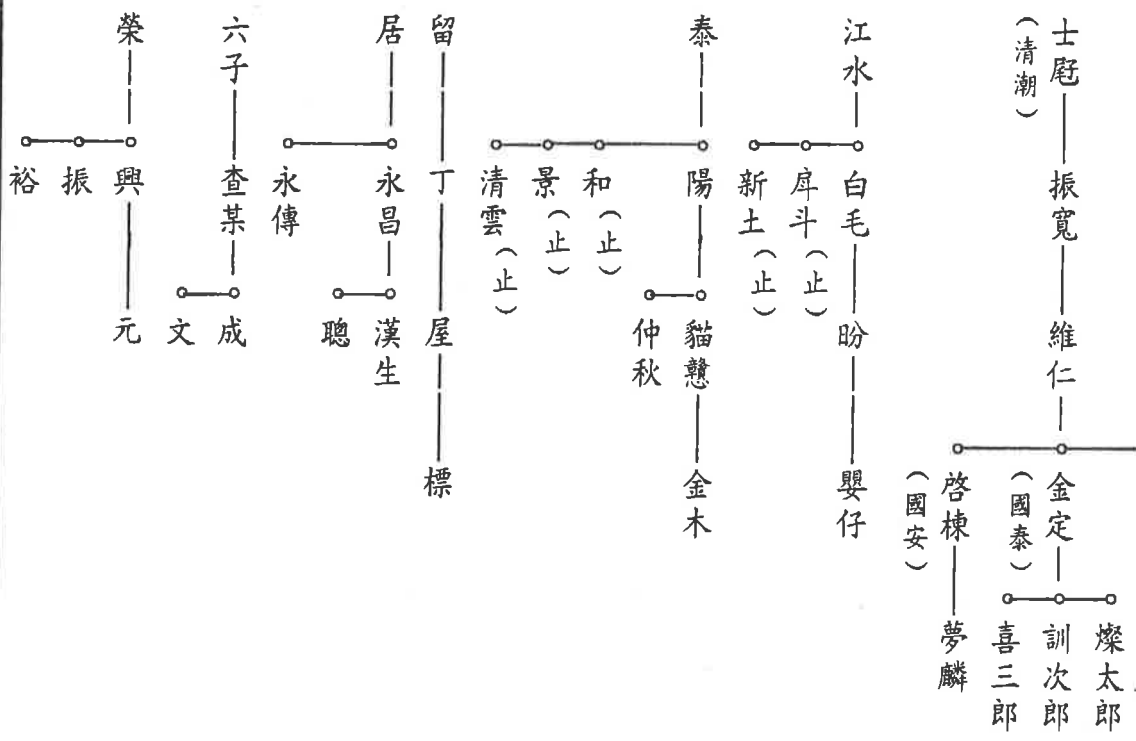 士(清潮)
振寬
維仁
金定(國泰)
燦太郎
訓次郎
喜三郎
啓棟(國安)
夢麟
江水
白毛
戽斗(止)
新土(止)
盼
嬰仔
泰
陽
和(止)
景(止)
清雲(止)
貓戇
仲秋
金木
留
丁
屋
標
居
永昌
永傳
漢生
聰
六子
查某
成
文
榮
興
振
裕
元